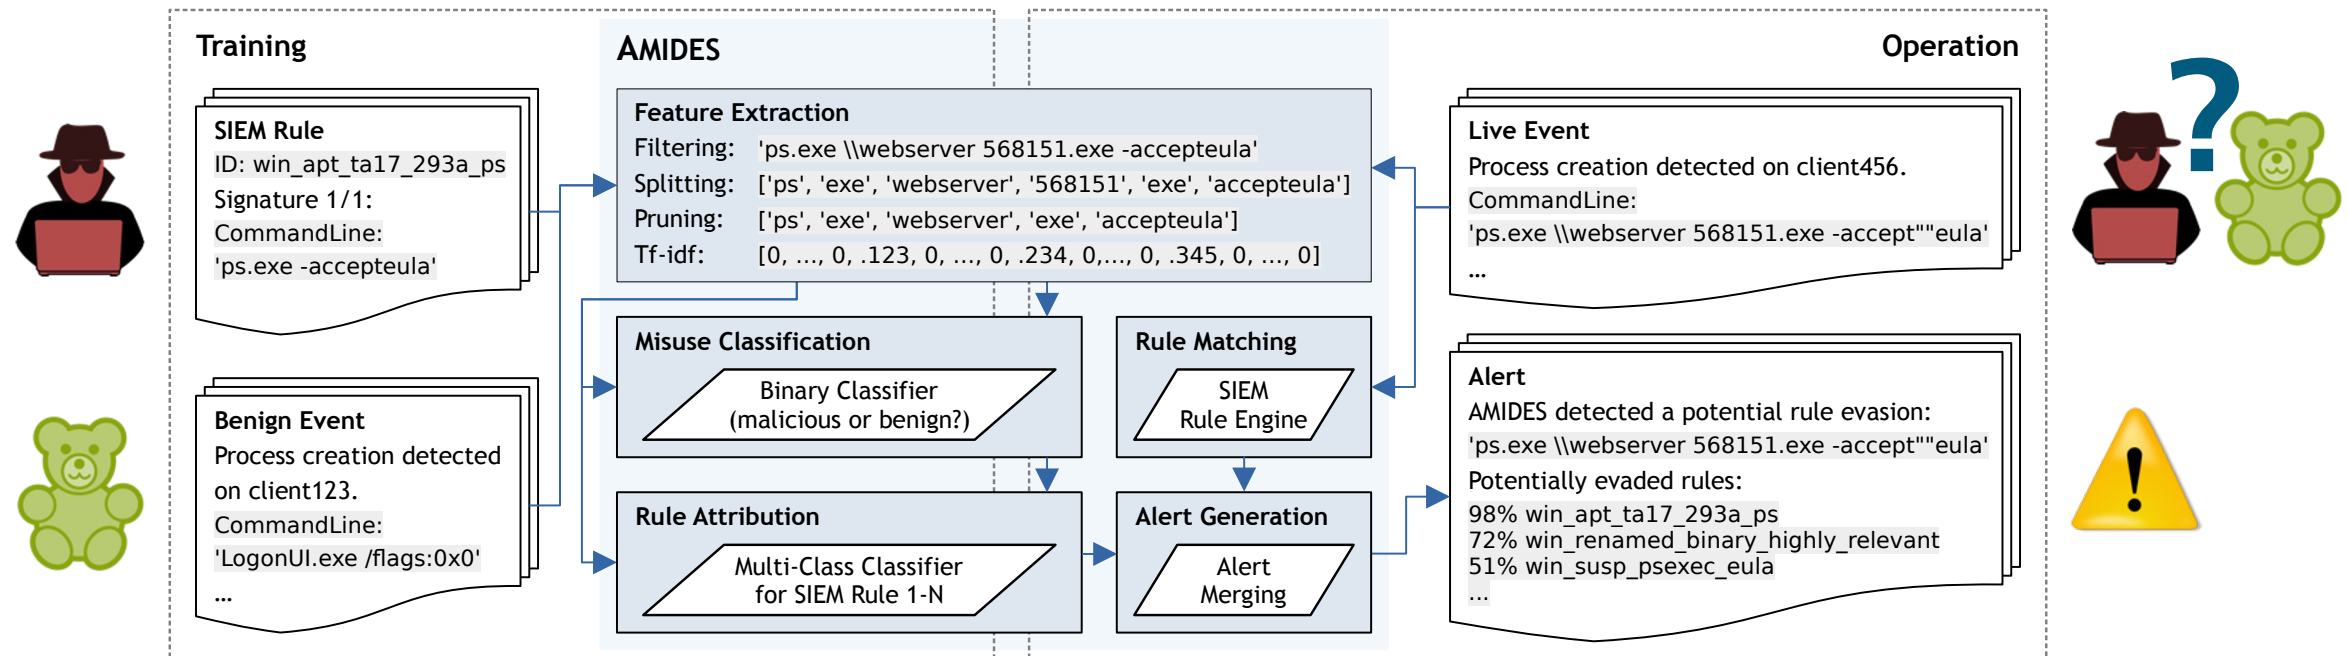 Training
AMIDES
Operation
SIEM Rule
ID: win_apt_ta17_293a_ps
Signature 1/1:
CommandLine:
'ps.exe -accepteula'
Benign Event
Process creation detected
on client123.
CommandLine:
'LogonUI.exe /flags:0x0'
...
Feature Extraction
Filtering: 'ps.exe \\webserver 568151.exe -accepteula'
Splitting: ['ps', 'exe', 'webserver', '568151', 'exe', 'accepteula']
Pruning: ['ps', 'exe', 'webserver', 'exe', 'accepteula']
Tf-idf: [0, ..., 0, .123, 0, ..., 0, .234, 0,..., 0, .345, 0, ..., 0]
Misuse Classification
Binary Classifier
(malicious or benign?)
Rule Matching
SIEM
Rule Engine
Rule Attribution
Multi-Class Classifier
for SIEM Rule 1-N
Alert Generation
Alert
Merging
Live Event
Process creation detected on client456.
CommandLine:
'ps.exe \\webserver 568151.exe -accept""eula'
...
Alert
AMIDES detected a potential rule evasion:
'ps.exe \\webserver 568151.exe -accept""eula'
Potentially evaded rules:
98% win_apt_ta17_293a_ps
72% win_renamed_binary_highly_relevant
51% win_susp_psexec_eula
...
?
!